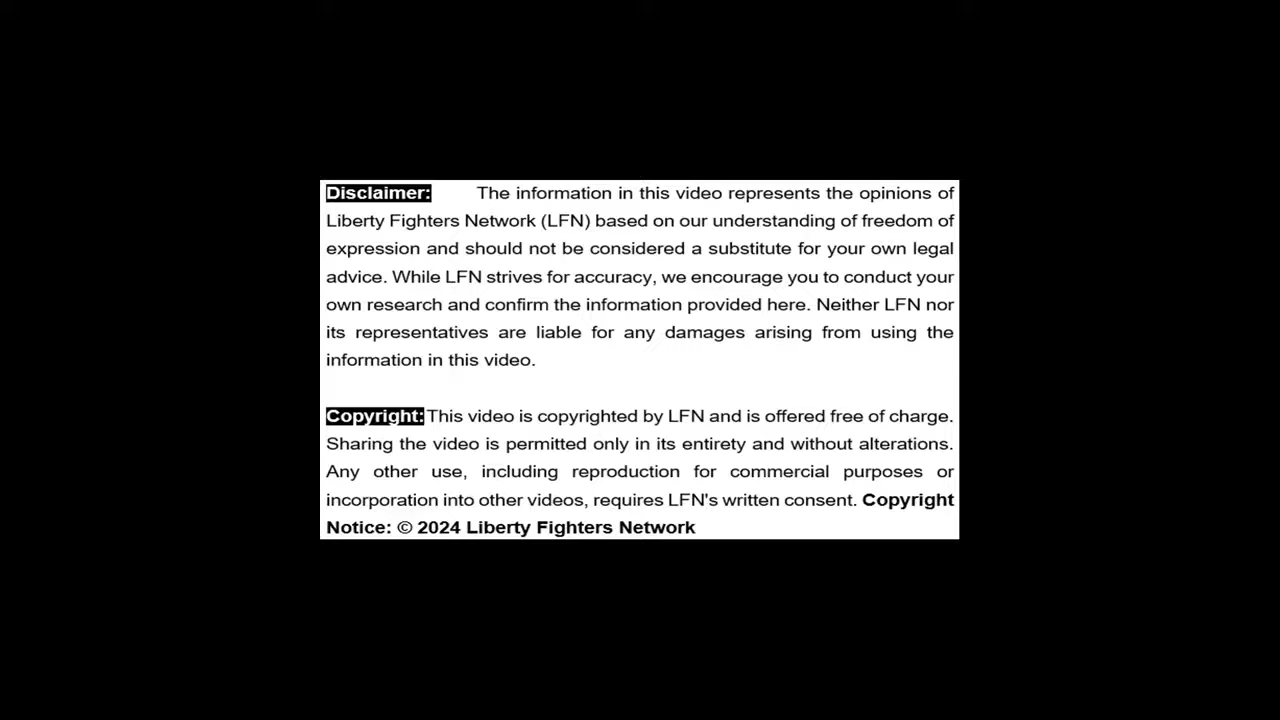 Disclaimer: The information in this video represents the opinions of
Liberty Fighters Network (LFN) based on our understanding of freedom of
expression and should not be considered a substitute for your own legal
advice. While LFN strives for accuracy, we encourage you to conduct your
own research and confirm the information provided here. Neither LFN nor
its representatives are liable for any damages arising from using the
information in this video.
Copyright: This video is copyrighted by LFN and is offered free of charge.
Sharing the video is permitted only in its entirety and without alterations.
Any other use, including reproduction for commercial purposes or
incorporation into other videos, requires LFN's written consent. Copyright
Notice: © 2024 Liberty Fighters Network